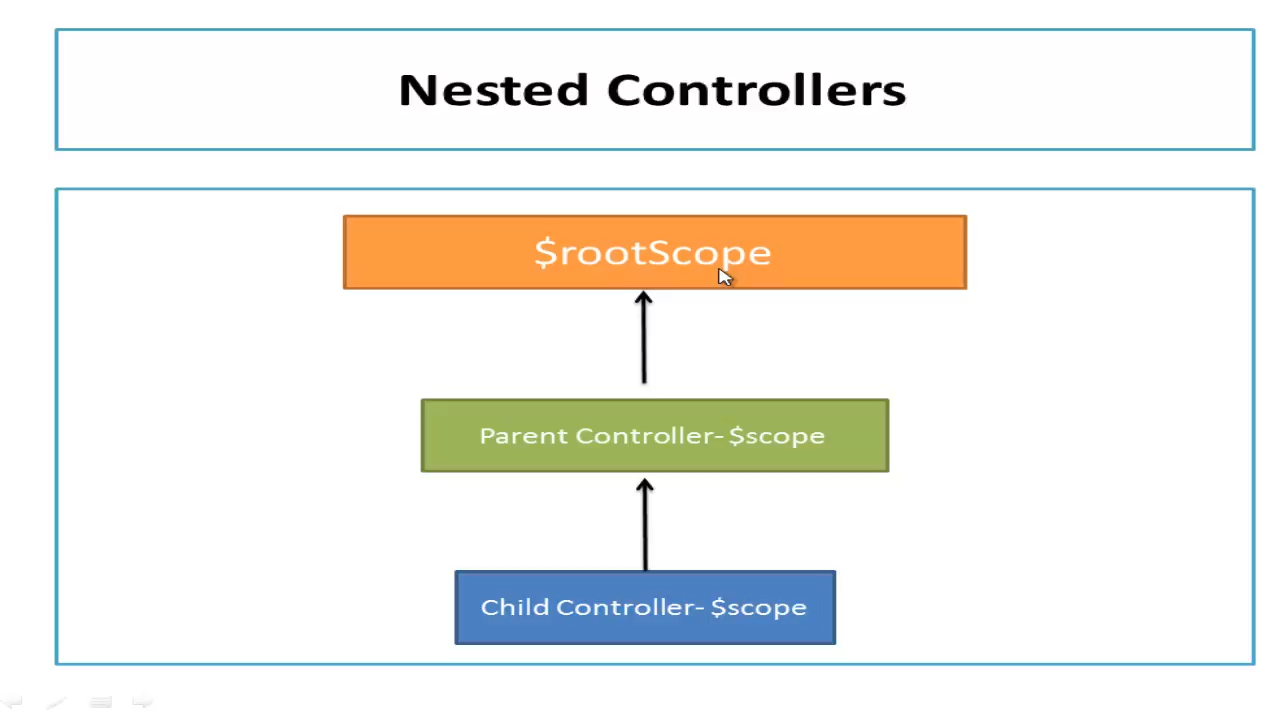 Nested Controllers
$rootScope
Parent Controller- $scope
Child Controller- $scope